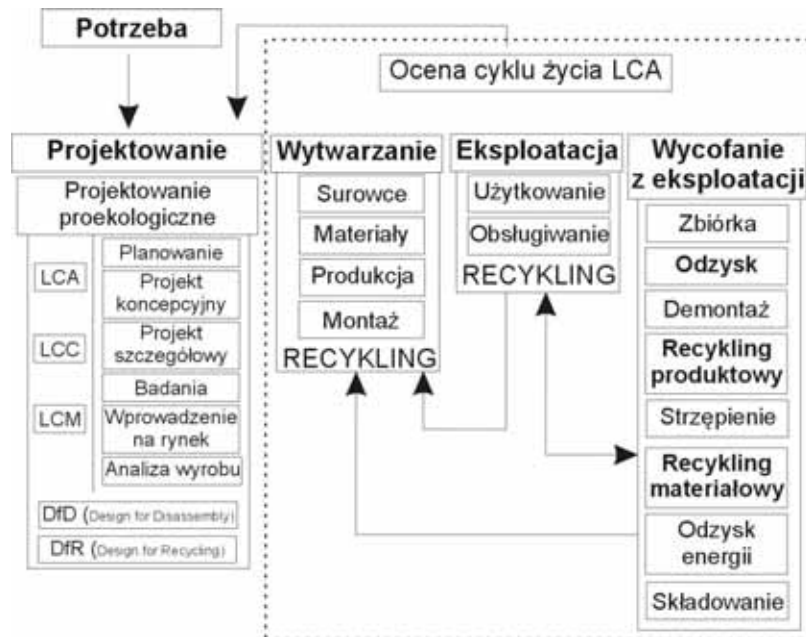 Potrzeba
Ocena cyklu życia LCA
Projektowanie
Projektowanie
proekologiczne
LCA
LCC
LCM
Planowanie
Projekt
koncepcyjny
Projekt
szczegółowy
Badania
Wprowadzenie
na rynek
Analiza wyrobu
DfD (Design for Disassembly)
DfR (Design for Recycling)
Wytwarzanie
Surowce
Materiały
Produkcja
Montaż
RECYKLING
Eksploatacja
Użytkowanie
Obsługiwanie
RECYKLING
Wycofanie
z eksploatacji
Zbiórka
Odzysk
Demontaż
Recykling
produktowy
Strzępienie
Recykling
materiałowy
Odzysk
energii
Składowanie